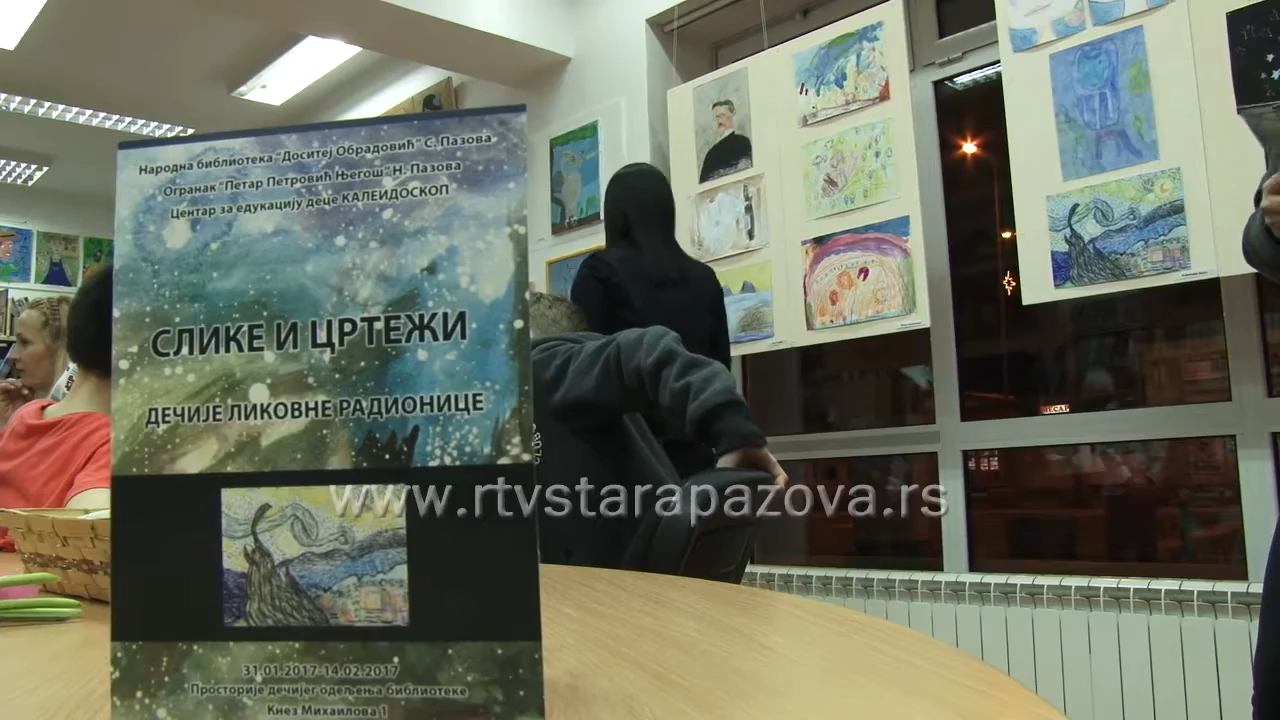 Народна библиотека "Доситеј Обрадовић" С. Пазова
Огранак "Петар Петровић Његош" Н. Пазова
Центар за едукацију деце КАЛЕИДОСКОП
СЛИКЕ И ЦРТЕЖИ
ДЕЧИЈЕ ЛИКОВНЕ РАДИОНИЦЕ
www.rtvstarapazova.rs
31.01.2017-14.02.2017
Просторије дечијег одељења библиотеке
Кнез Михаилова 1